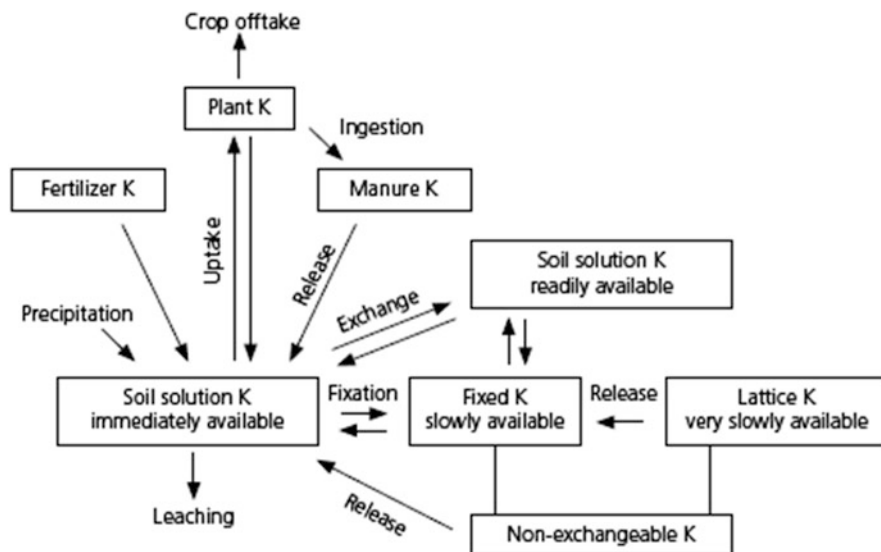 Crop offtake
Plant K
Ingestion
Fertilizer K
Manure K
Uptake
Release
Soil solution K
readily available
Exchange
Precipitation
Soil solution K
immediately available
Fixation
Fixed K
slowly available
Release
Lattice K
very slowly available
Leaching
Release
Non-exchangeable K